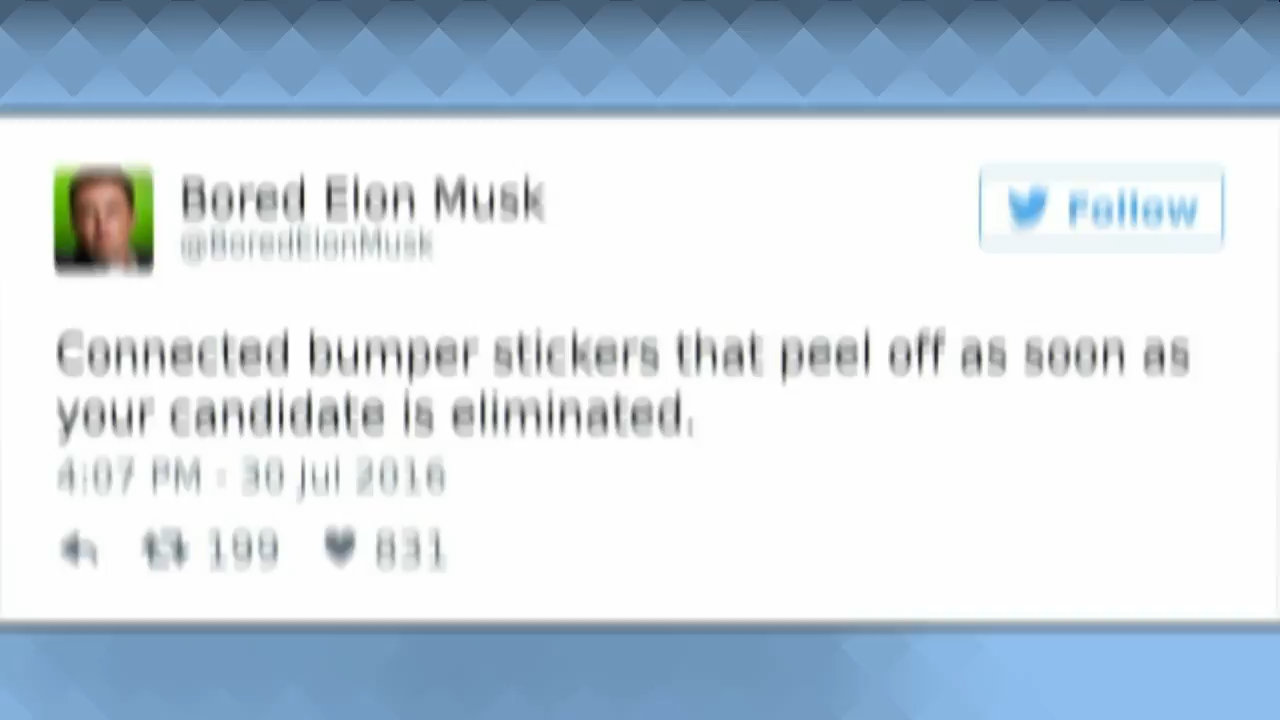 Bored Elon Musk
@BoredElonMusk
Follow
Connected bumper stickers that peel off as soon as
your candidate is eliminated.
4:07 PM · 30 Jul 2016
199 831